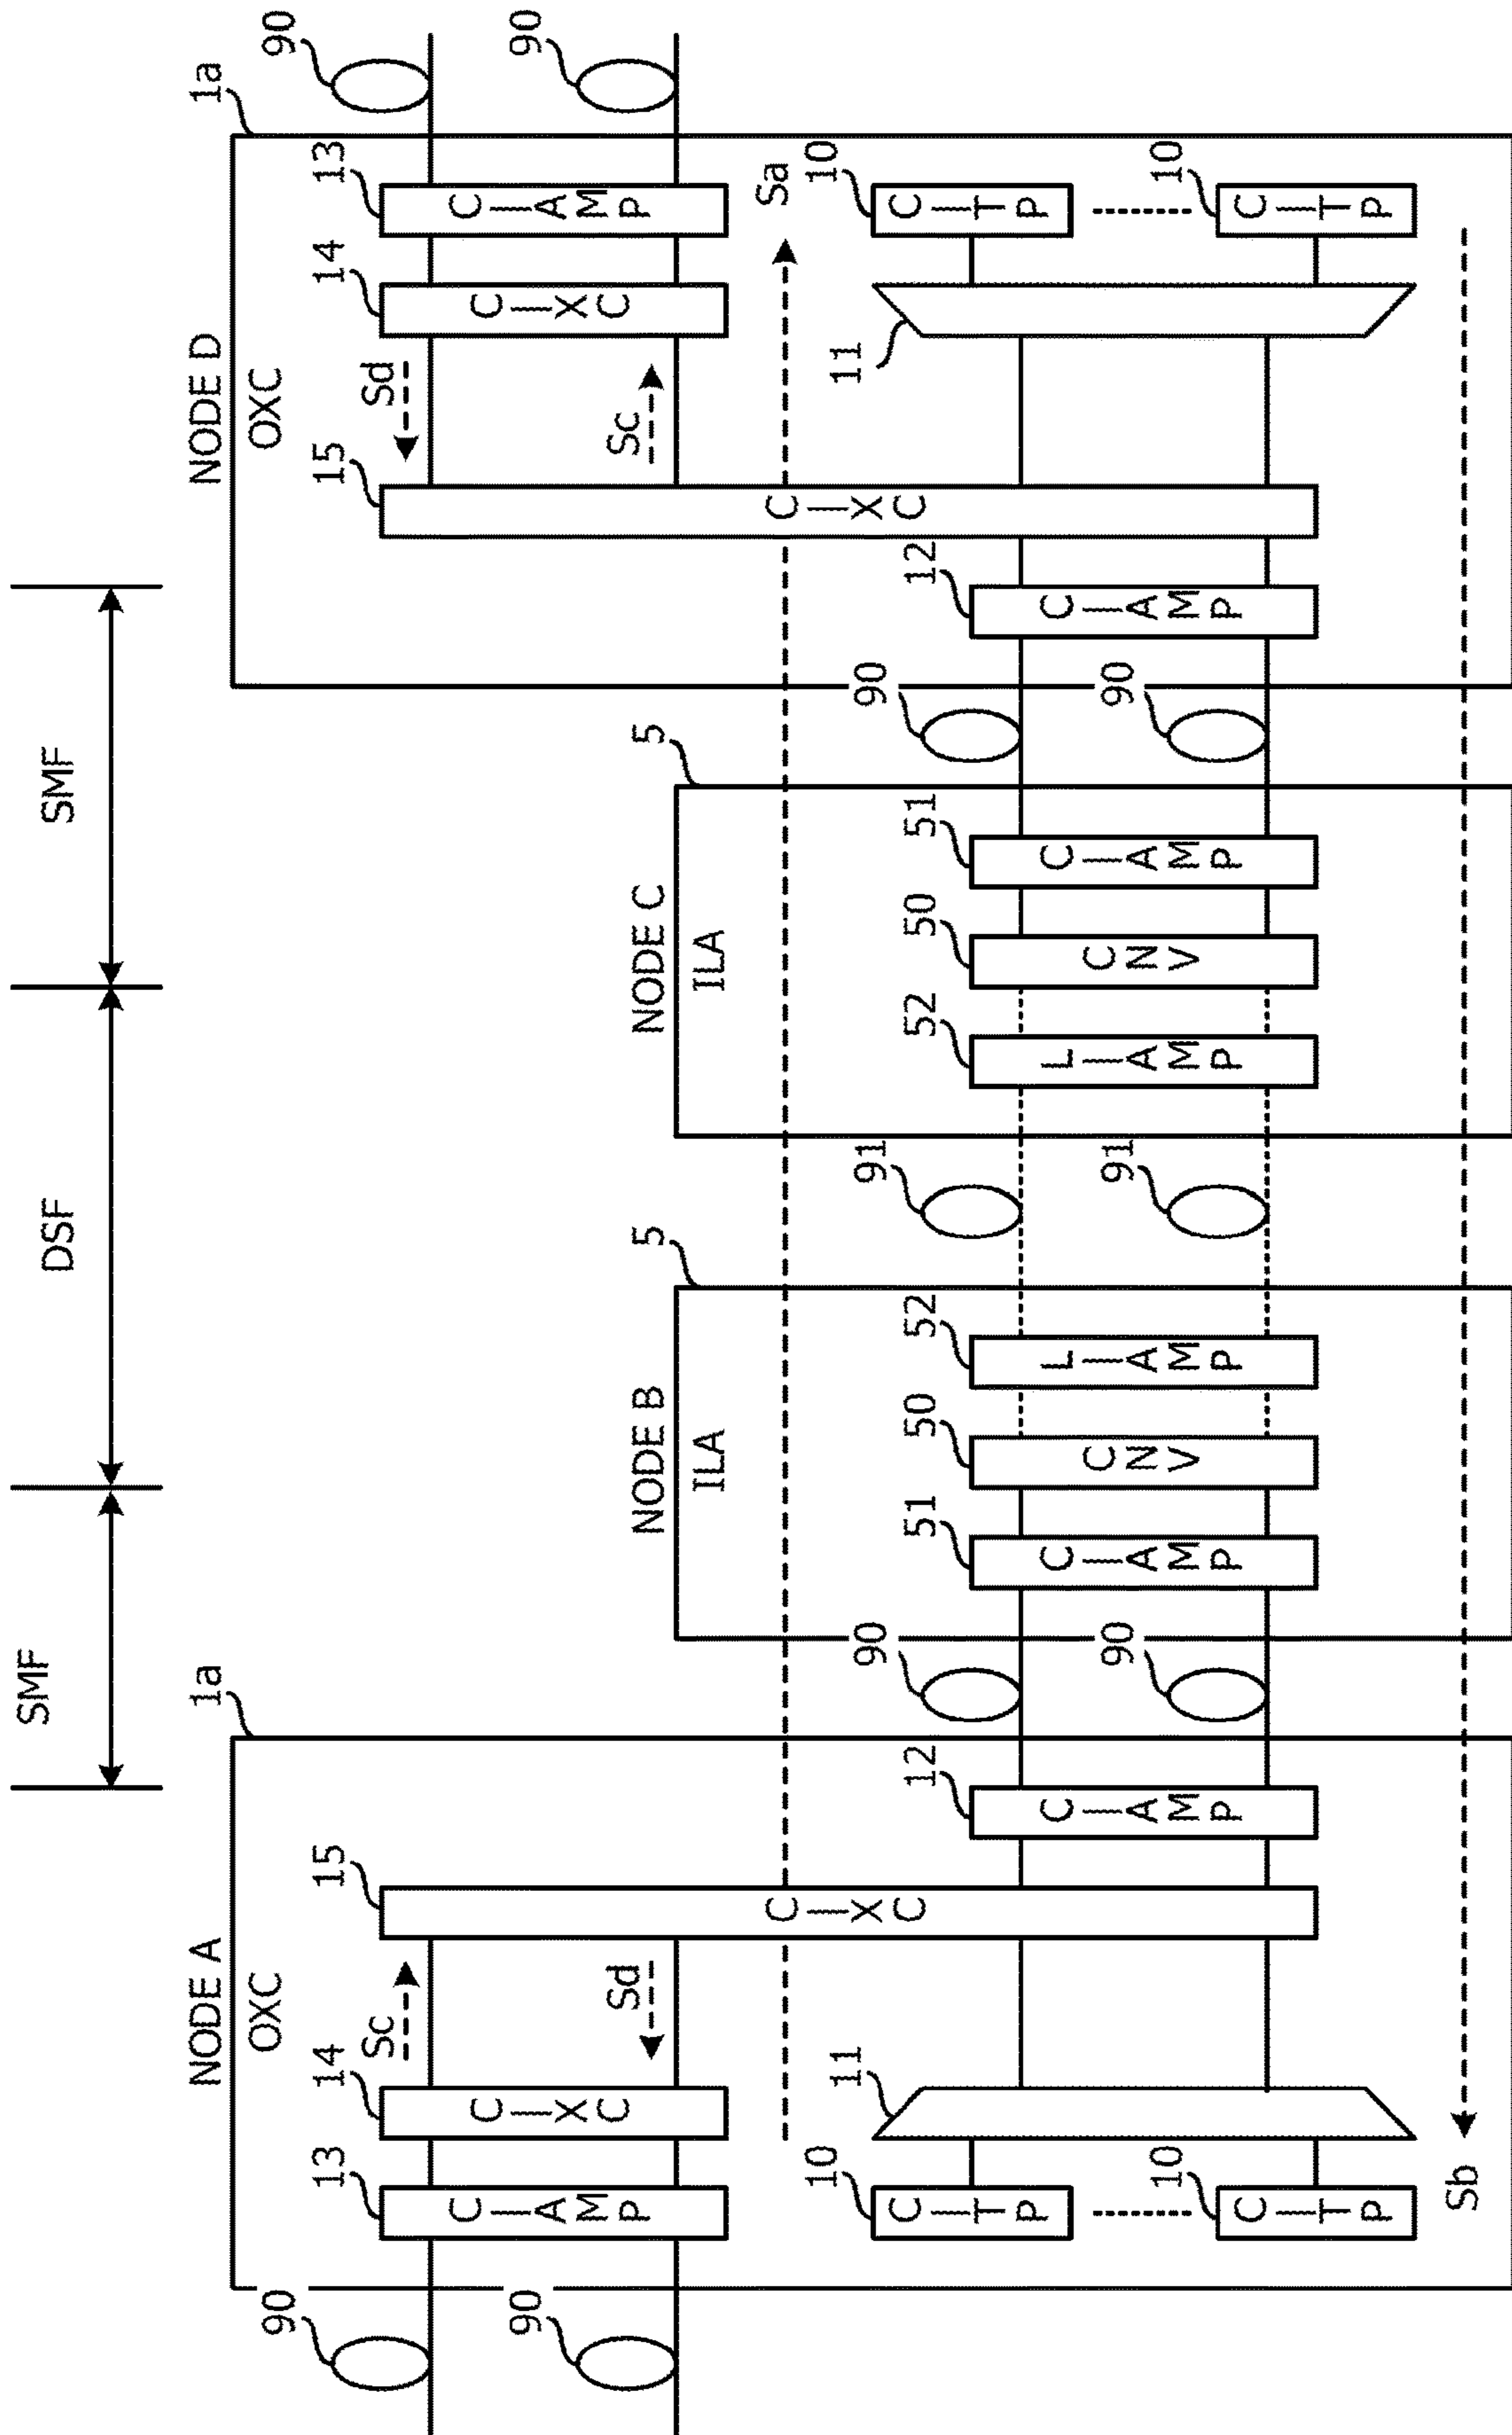 SMF
DSF
SMF
NODE A
OXC
1a
90
90
13
C-AMP
14
C-XC
Sc
Sd
15
C-XC
10
C-TP
10
C-TP
11
12
C-AMP
90
90
NODE B
ILA
5
51
C-AMP
50
CNV
52
L-AMP
91
91
NODE C
ILA
5
52
L-AMP
50
CNV
51
C-AMP
90
90
NODE D
OXC
1a
12
C-AMP
15
C-XC
Sd
Sc
14
C-XC
13
C-AMP
90
90
Sa
11
10
C-TP
10
C-TP
Sb